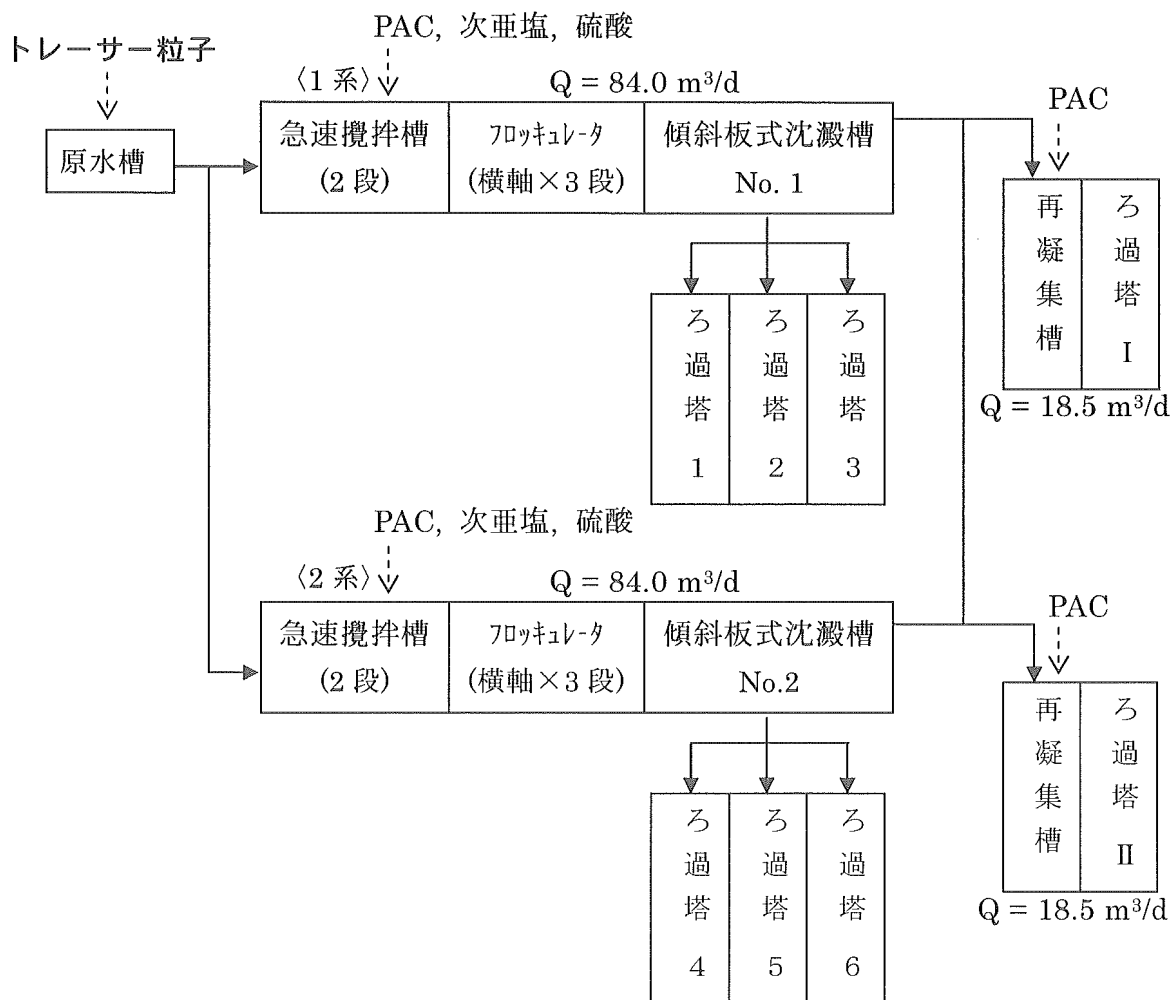 PAC, 次亜塩, 硫酸
トレーサー粒子
〈1 系〉
Q = 84.0 m³/d
PAC
原水槽
急速攪拌槽
(2 段)
フロッキュレータ
(横軸×3 段)
傾斜板式沈澱槽
No. 1
再凝集槽
ろ過塔 I
Q = 18.5 m³/d
ろ過塔 1
ろ過塔 2
ろ過塔 3
PAC, 次亜塩, 硫酸
〈2 系〉
Q = 84.0 m³/d
PAC
急速攪拌槽
(2 段)
フロッキュレータ
(横軸×3 段)
傾斜板式沈澱槽
No.2
再凝集槽
ろ過塔 II
Q = 18.5 m³/d
ろ過塔 4
ろ過塔 5
ろ過塔 6